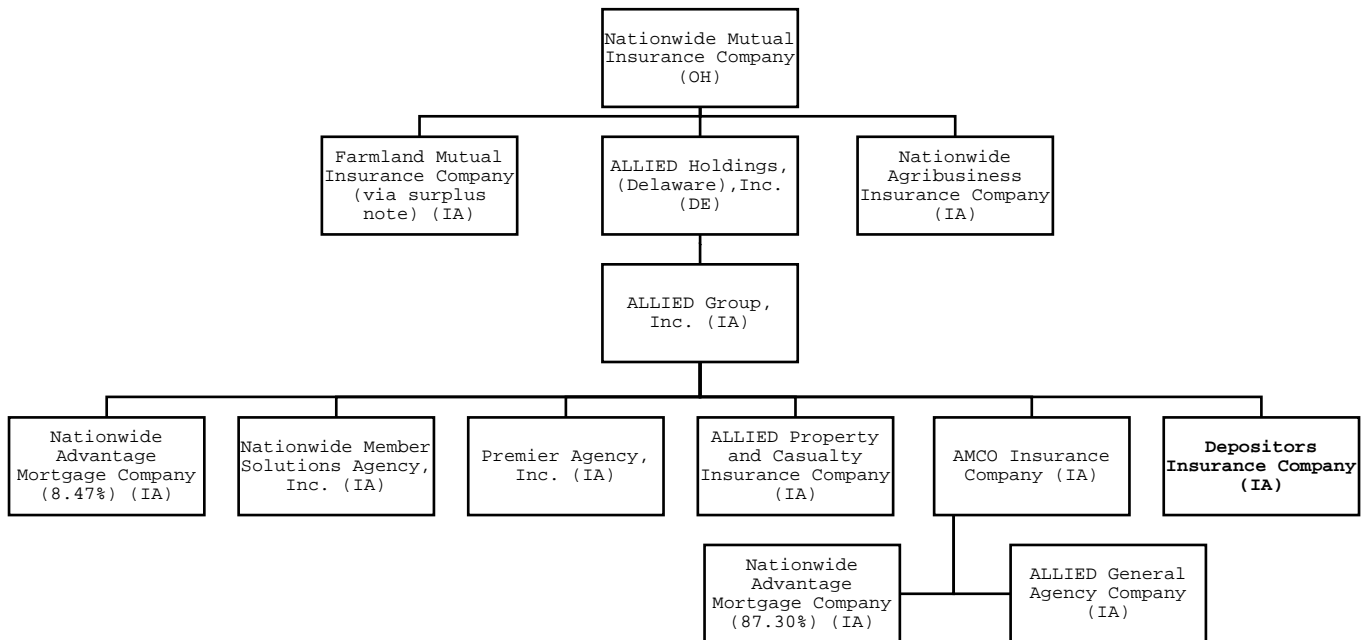 Nationwide Mutual
Insurance Company
(OH)
Farmland Mutual
Insurance Company
(via surplus
note) (IA)
ALLIED Holdings,
(Delaware),Inc.
(DE)
Nationwide
Agribusiness
Insurance Company
(IA)
ALLIED Group,
Inc. (IA)
Nationwide
Advantage
Mortgage Company
(8.47%) (IA)
Nationwide Member
Solutions Agency,
Inc. (IA)
Premier Agency,
Inc. (IA)
ALLIED Property
and Casualty
Insurance Company
(IA)
AMCO Insurance
Company (IA)
Depositors
Insurance Company
(IA)
Nationwide
Advantage
Mortgage Company
(87.30%) (IA)
ALLIED General
Agency Company
(IA)